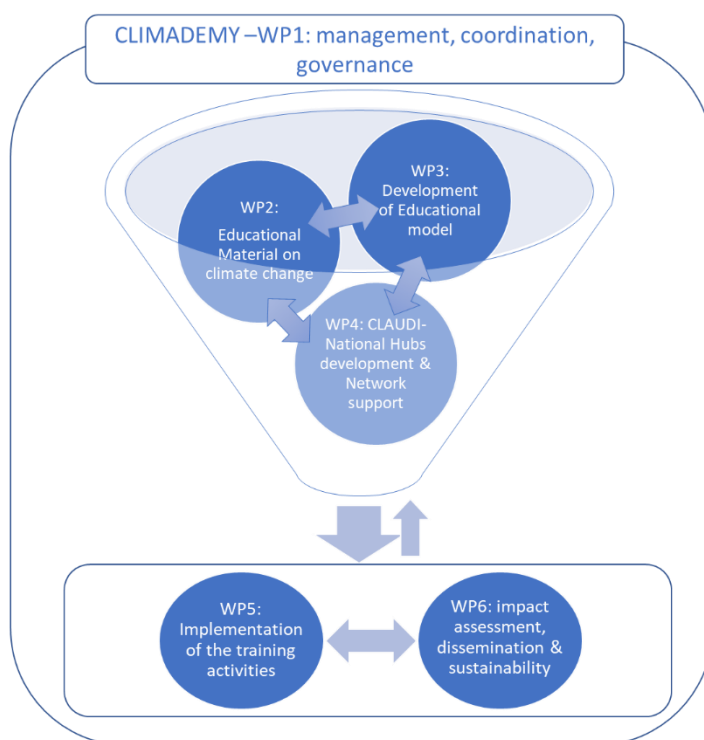 CLIMADEMY –WP1: management, coordination,
governance
WP2:
Educational
Material on
climate change
WP3:
Development
of Educational
model
WP4: CLAUDI-
National Hubs
development &
Network
support
WP5:
Implementation
of the training
activities
WP6: impact
assessment,
dissemination &
sustainability